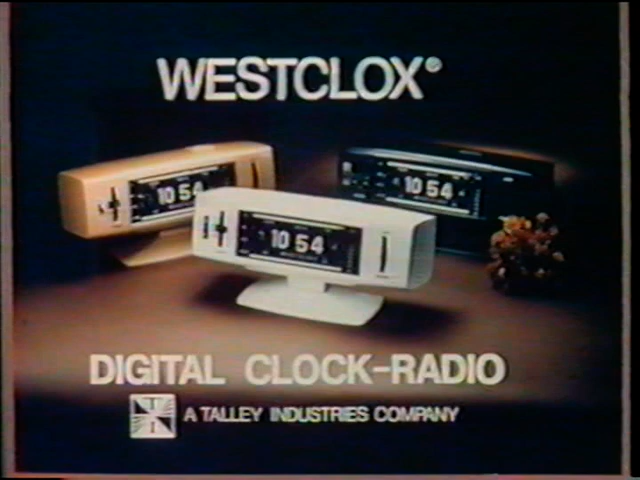 WESTCLOX®
10 54
10 54
10 54
DIGITAL CLOCK-RADIO
T I
A TALLEY INDUSTRIES COMPANY